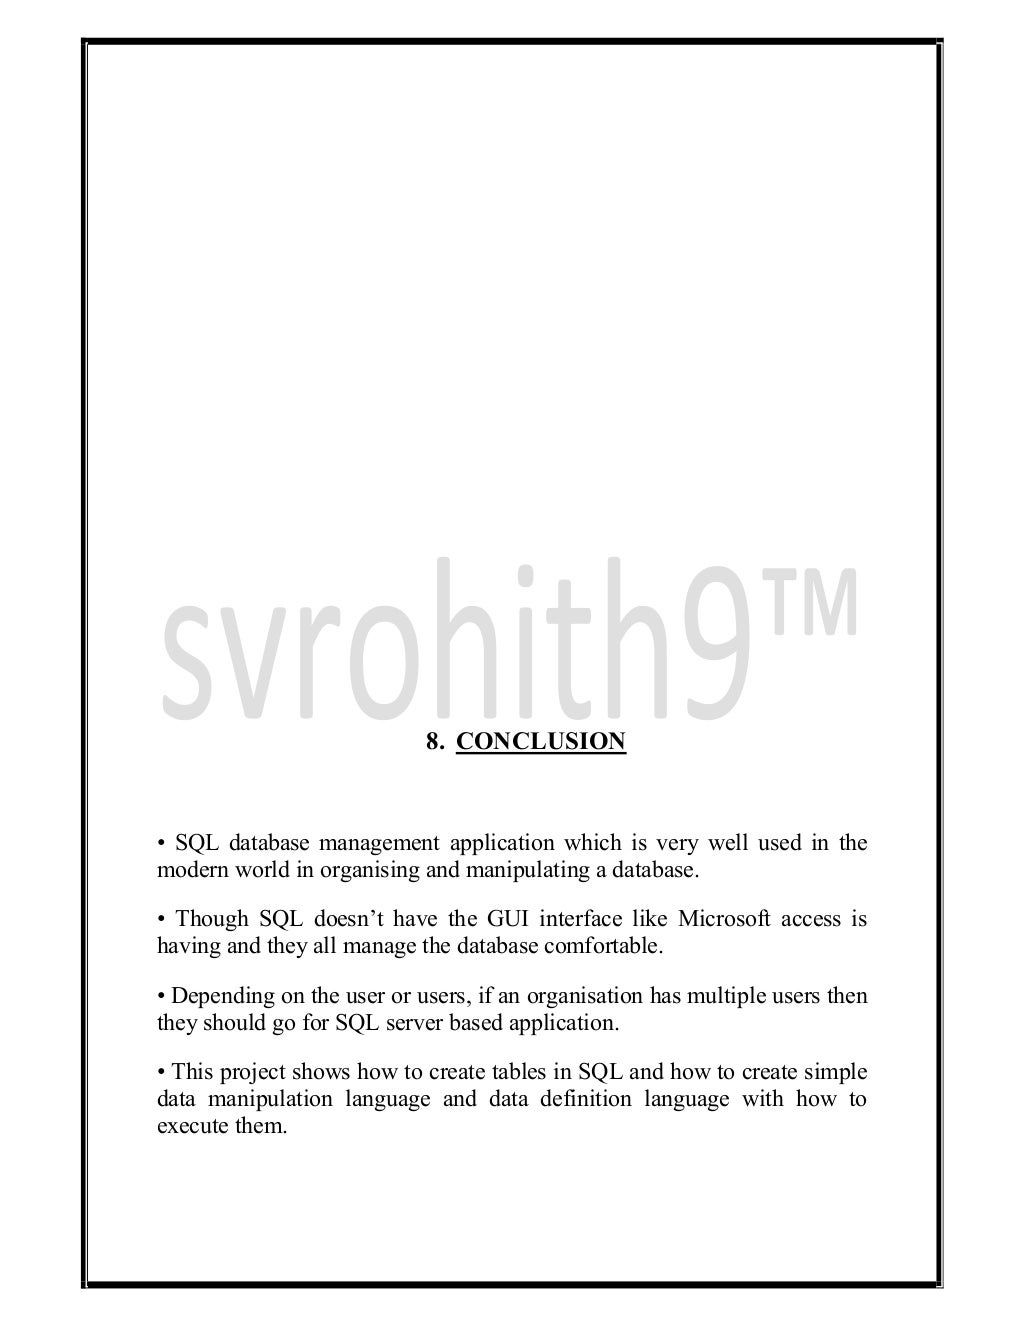 svrohith9™
8. CONCLUSION
• SQL database management application which is very well used in the
modern world in organising and manipulating a database.
• Though SQL doesn’t have the GUI interface like Microsoft access is
having and they all manage the database comfortable.
• Depending on the user or users, if an organisation has multiple users then
they should go for SQL server based application.
• This project shows how to create tables in SQL and how to create simple
data manipulation language and data definition language with how to
execute them.